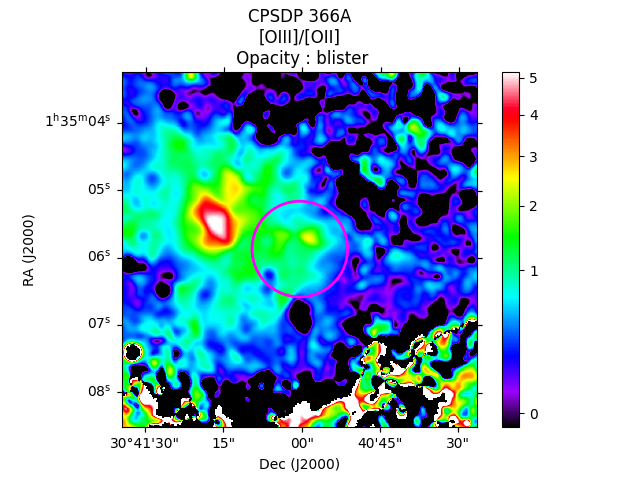 CPSDP 366A
[OIII]/[OII]
Opacity : blister
1ʰ35ᵐ04ˢ
05ˢ
06ˢ
07ˢ
08ˢ
RA (J2000)
30°41'30" 15" 00" 40'45" 30"
Dec (J2000)
5
4
3
2
1
0